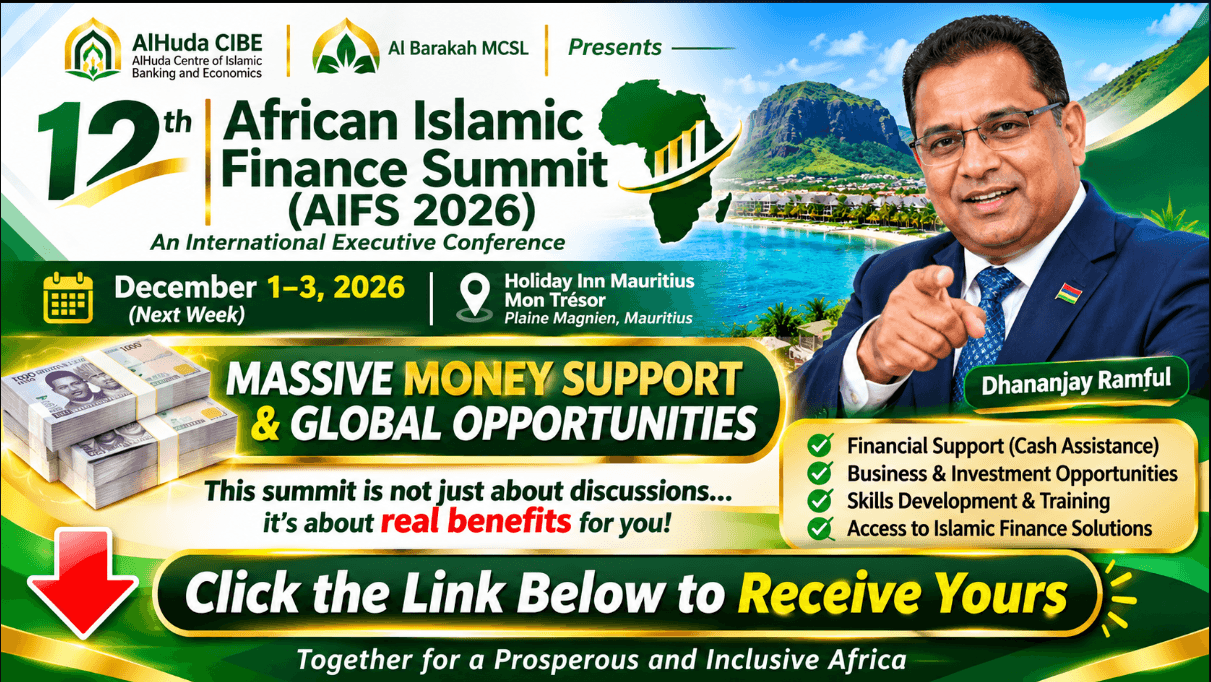 AlHuda CIBE
AlHuda Centre of Islamic
Banking and Economics
Al Barakah MCSL
Presents
12th
African Islamic
Finance Summit
(AIFS 2026)
An International Executive Conference
December 1–3, 2026
(Next Week)
Holiday Inn Mauritius
Mon Trésor
Plaine Magnien, Mauritius
MASSIVE MONEY SUPPORT
& GLOBAL OPPORTUNITIES
Dhananjay Ramful
This summit is not just about discussions...
it's about real benefits for you!
Financial Support (Cash Assistance)
Business & Investment Opportunities
Skills Development & Training
Access to Islamic Finance Solutions
Click the Link Below to Receive Yours
Together for a Prosperous and Inclusive Africa